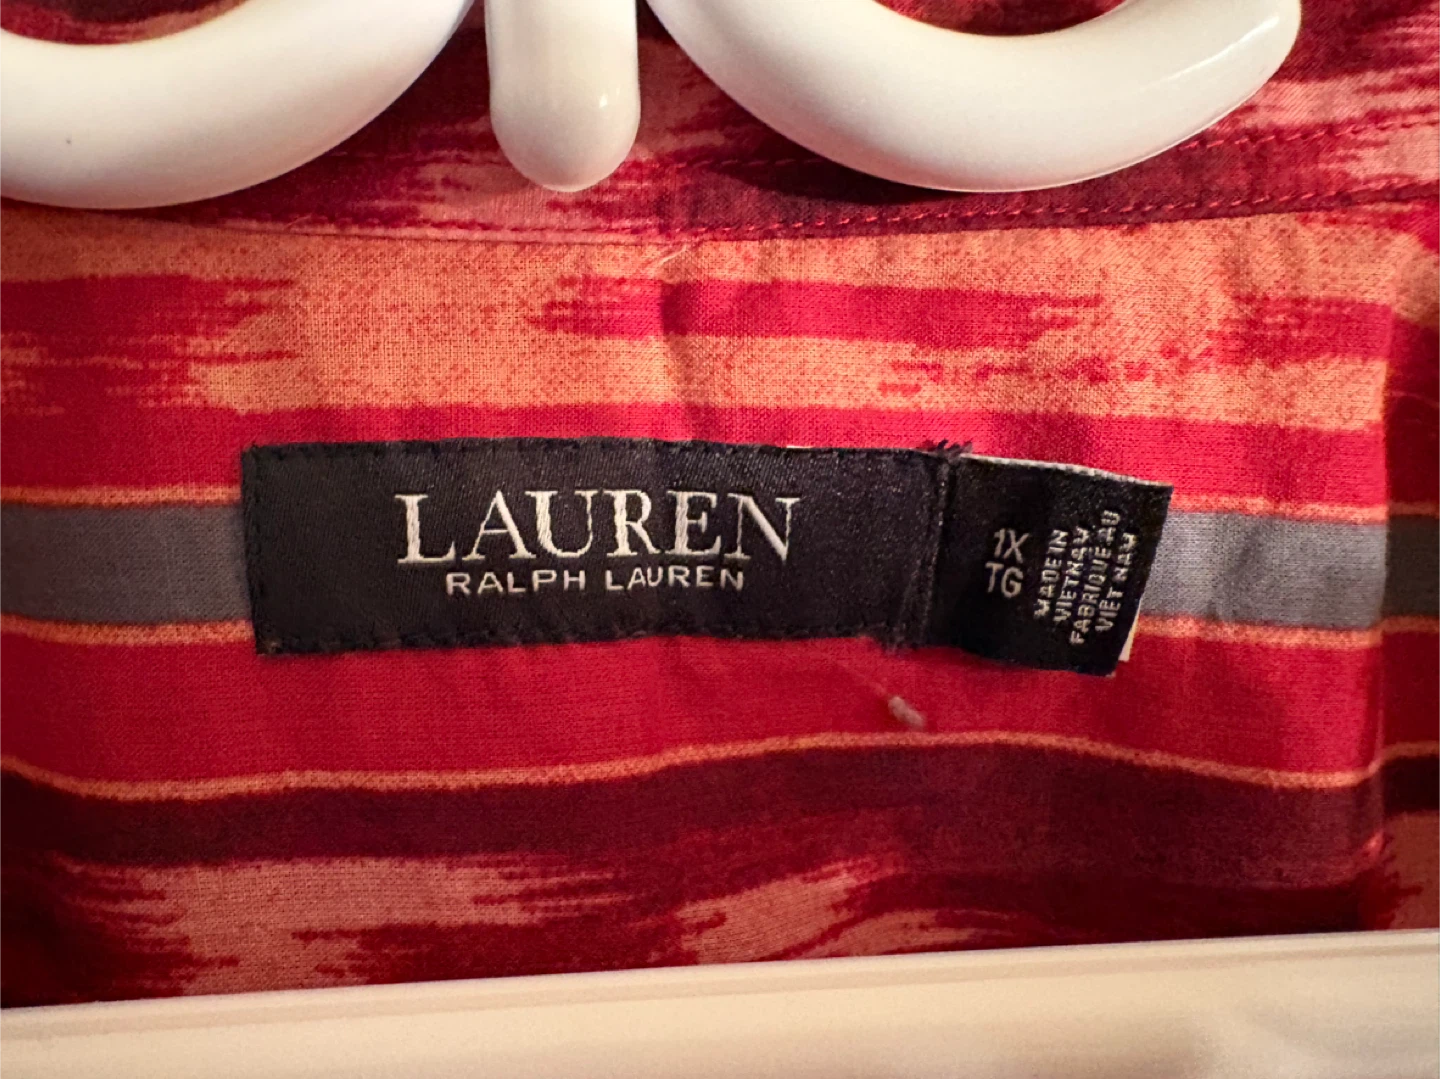 LAUREN
RALPH LAUREN
1X
TG
MADE IN
VIETNAM
FABRIQUE AU
VIET NAM